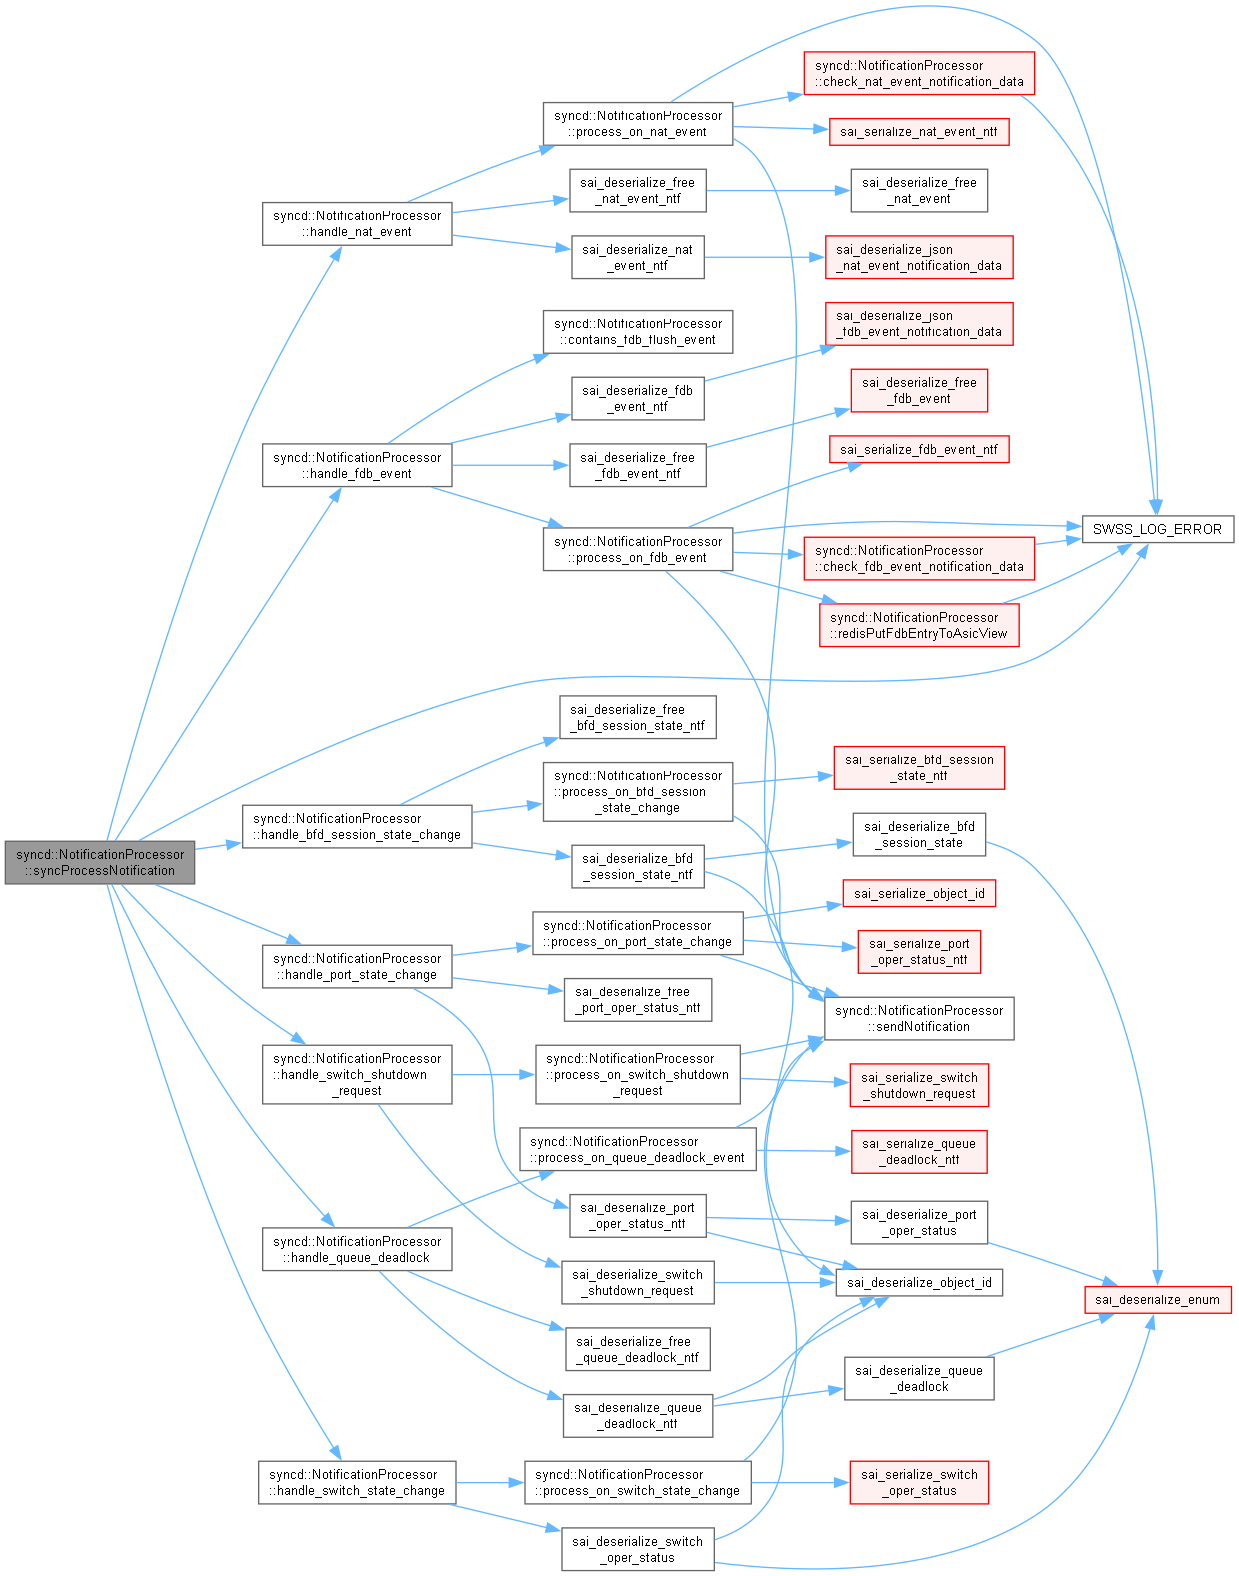 syncd::NotificationProcessor
::syncProcessNotification
syncd::NotificationProcessor
::handle_nat_event
syncd::NotificationProcessor
::handle_fdb_event
syncd::NotificationProcessor
::handle_bfd_session_state_change
syncd::NotificationProcessor
::handle_port_state_change
syncd::NotificationProcessor
::handle_switch_shutdown
_request
syncd::NotificationProcessor
::handle_queue_deadlock
syncd::NotificationProcessor
::handle_switch_state_change
syncd::NotificationProcessor
::process_on_nat_event
sai_deserialize_free
_nat_event_ntf
sai_deserialize_nat
_event_ntf
syncd::NotificationProcessor
::contains_fdb_flush_event
sai_deserialize_fdb
_event_ntf
sai_deserialize_free
_fdb_event_ntf
syncd::NotificationProcessor
::process_on_fdb_event
sai_deserialize_free
_bfd_session_state_ntf
syncd::NotificationProcessor
::process_on_bfd_session
_state_change
sai_deserialize_bfd
_session_state_ntf
syncd::NotificationProcessor
::process_on_port_state_change
sai_deserialize_free
_port_oper_status_ntf
syncd::NotificationProcessor
::process_on_switch_shutdown
_request
syncd::NotificationProcessor
::process_on_queue_deadlock_event
sai_deserialize_port
_oper_status_ntf
sai_deserialize_switch
_shutdown_request
sai_deserialize_free
_queue_deadlock_ntf
sai_deserialize_queue
_deadlock_ntf
syncd::NotificationProcessor
::process_on_switch_state_change
sai_deserialize_switch
_oper_status
syncd::NotificationProcessor
::check_nat_event_notification_data
sai_serialize_nat_event_ntf
sai_deserialize_free
_nat_event
sai_deserialize_json
_nat_event_notification_data
sai_deserialize_json
_fdb_event_notification_data
sai_deserialize_free
_fdb_event
sai_serialize_fdb_event_ntf
syncd::NotificationProcessor
::check_fdb_event_notification_data
syncd::NotificationProcessor
::redisPutFdbEntryToAsicView
sai_serialize_bfd_session
_state_ntf
sai_deserialize_bfd
_session_state
sai_serialize_object_id
sai_serialize_port
_oper_status_ntf
syncd::NotificationProcessor
::sendNotification
sai_serialize_switch
_shutdown_request
sai_serialize_queue
_deadlock_ntf
sai_deserialize_port
_oper_status
sai_deserialize_object_id
sai_deserialize_queue
_deadlock
sai_serialize_switch
_oper_status
SWSS_LOG_ERROR
sai_deserialize_enum